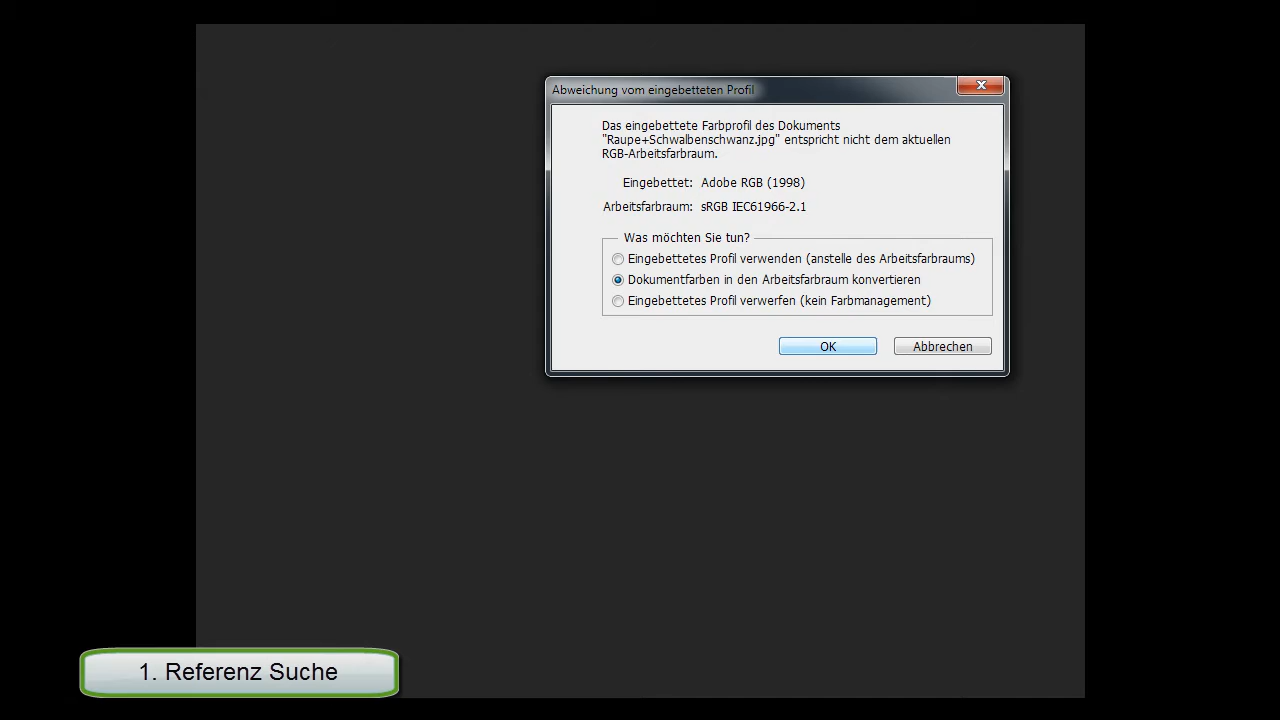 Abweichung vom eingebetteten Profil
Das eingebettete Farbprofil des Dokuments
"Raupe+Schwalbenschwanz.jpg" entspricht nicht dem aktuellen
RGB-Arbeitsfarbraum.
Eingebettet: Adobe RGB (1998)
Arbeitsfarbraum: sRGB IEC61966-2.1
Was möchten Sie tun?
Eingebettetes Profil verwenden (anstelle des Arbeitsfarbraums)
Dokumentfarben in den Arbeitsfarbraum konvertieren
Eingebettetes Profil verwerfen (kein Farbmanagement)
OK Abbrechen
1. Referenz Suche